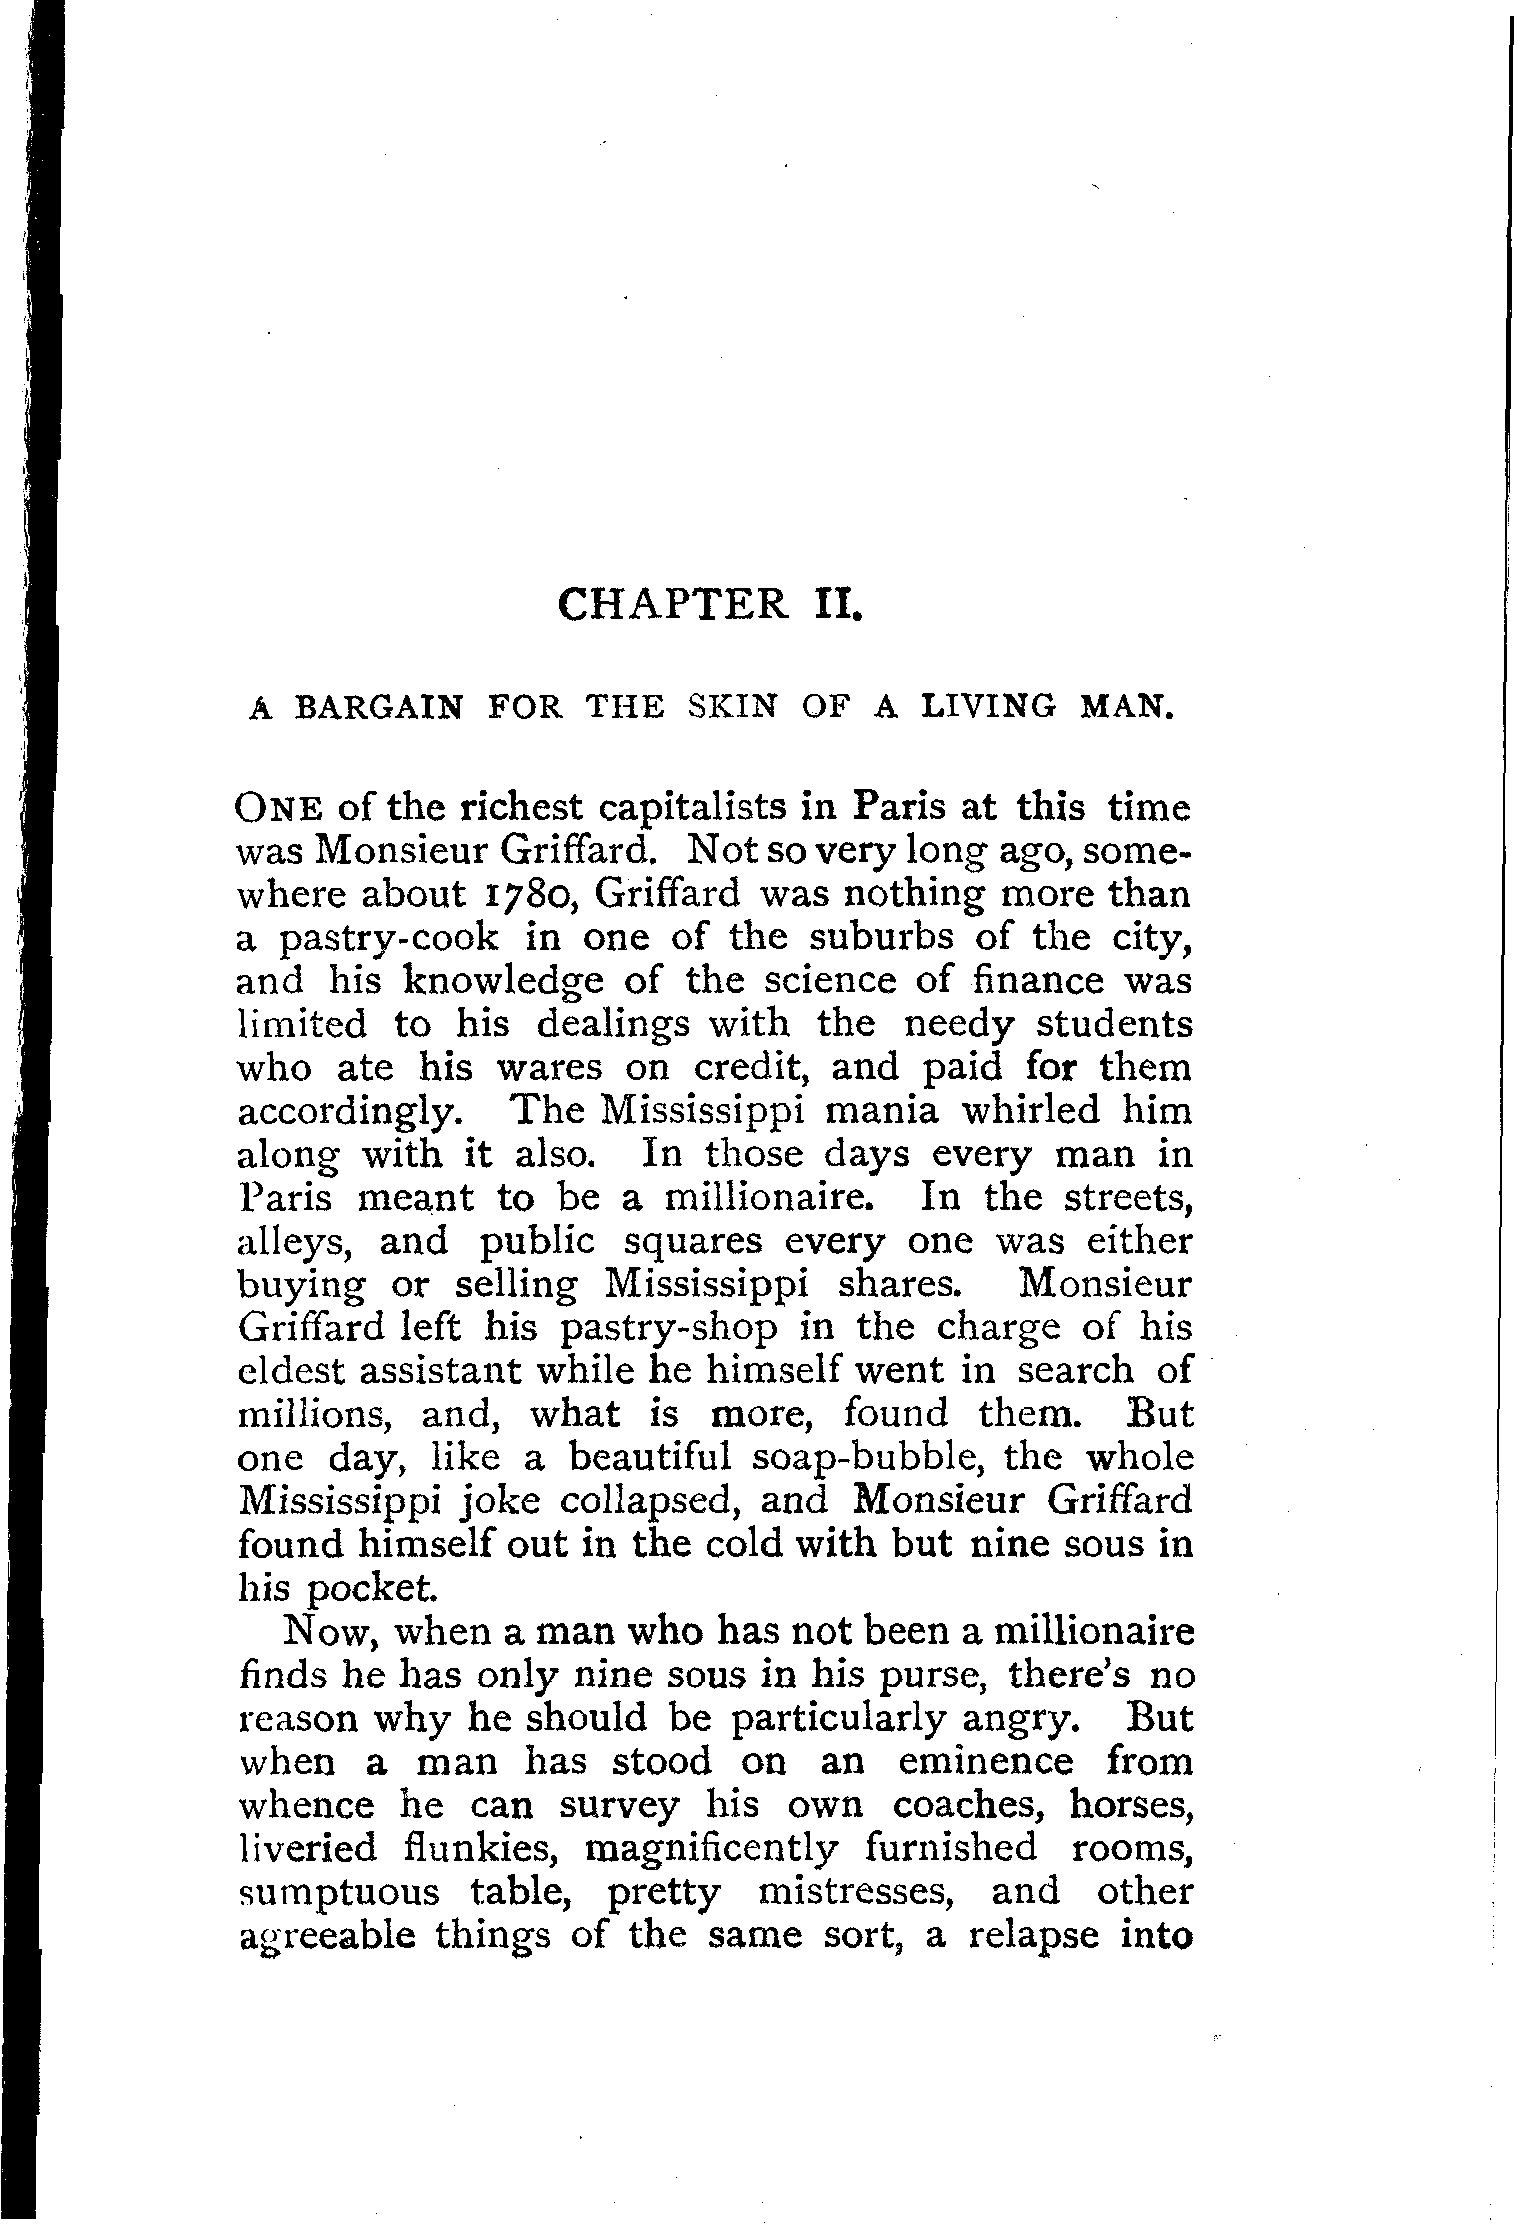 CHAPTER II.
A BARGAIN FOR THE SKIN OF A LIVING MAN.
ONE of the richest capitalists in Paris at this time
was Monsieur Griffard. Not so very long ago, some-
where about 1780, Griffard was nothing more than
a pastry-cook in one of the suburbs of the city,
and his knowledge of the science of finance was
limited to his dealings with the needy students
who ate his wares on credit, and paid for them
accordingly. The Mississippi mania whirled him
along with it also. In those days every man in
Paris meant to be a millionaire. In the streets,
alleys, and public squares every one was either
buying or selling Mississippi shares. Monsieur
Griffard left his pastry-shop in the charge of his
eldest assistant while he himself went in search of
millions, and, what is more, found them. But
one day, like a beautiful soap-bubble, the whole
Mississippi joke collapsed, and Monsieur Griffard
found himself out in the cold with but nine sous in
his pocket.
Now, when a man who has not been a millionaire
finds he has only nine sous in his purse, there's no
reason why he should be particularly angry. But
when a man has stood on an eminence from
whence he can survey his own coaches, horses,
liveried flunkies, magnificently furnished rooms,
sumptuous table, pretty mistresses, and other
agreeable things of the same sort, a relapse into